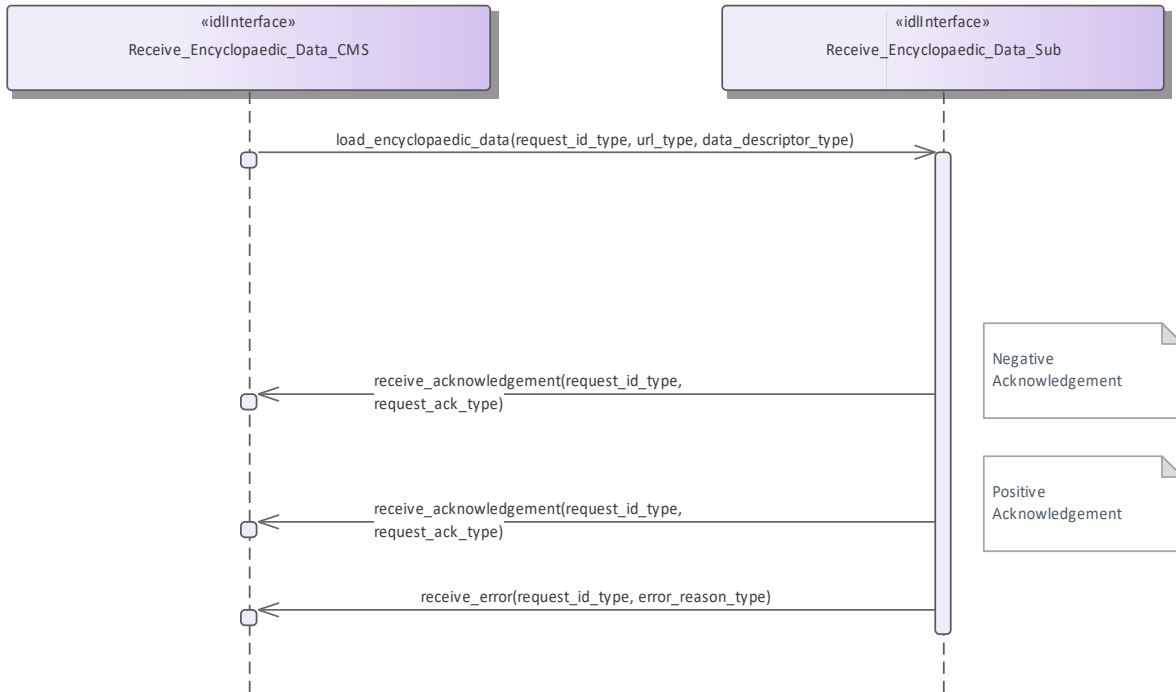 «idlInterface»
Receive_Encyclopaedic_Data_CMS
«idlInterface»
Receive_Encyclopaedic_Data_Sub
load_encyclopaedic_data(request_id_type, url_type, data_descriptor_type)
Negative
Acknowledgement
receive_acknowledgement(request_id_type,
request_ack_type)
Positive
Acknowledgement
receive_acknowledgement(request_id_type,
request_ack_type)
receive_error(request_id_type, error_reason_type)